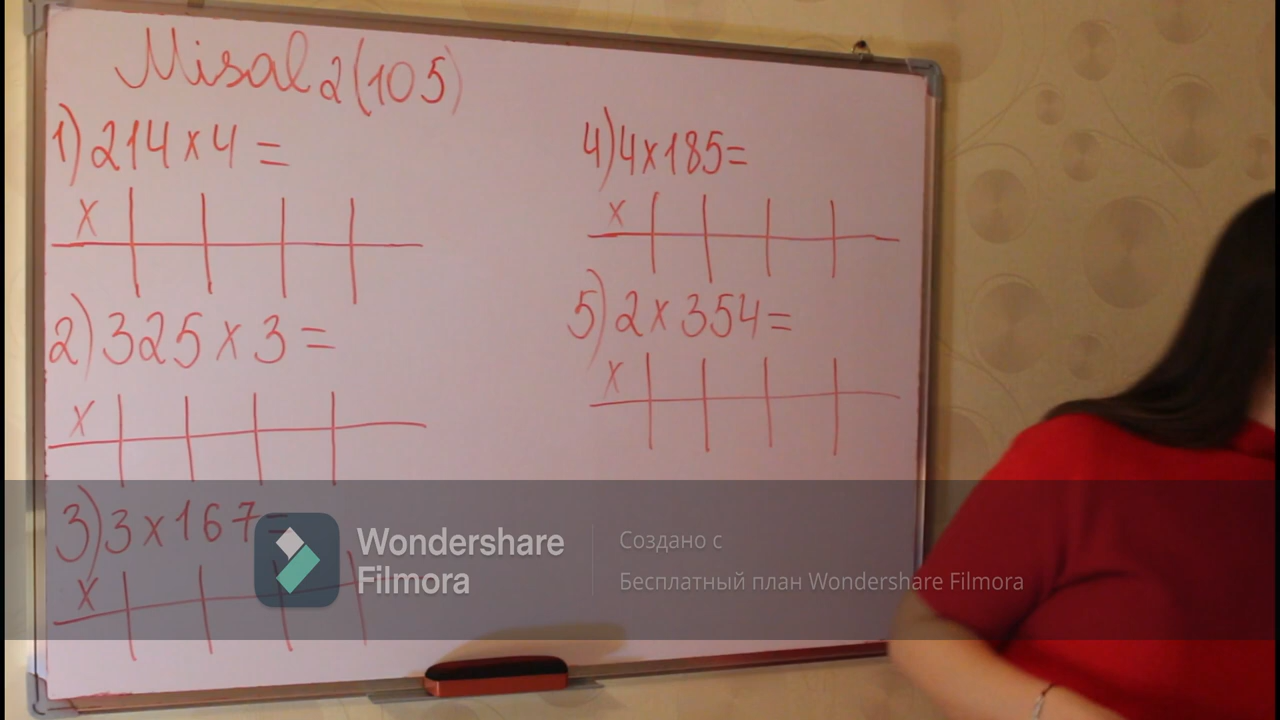 Misal 2 (105)
1) 214 x 4 =
x
2) 325 x 3 =
x
3) 3 x 167 =
x
4) 4 x 185 =
x
5) 2 x 354 =
x
Wondershare
Filmora
Создано с
Бесплатный план Wondershare Filmora